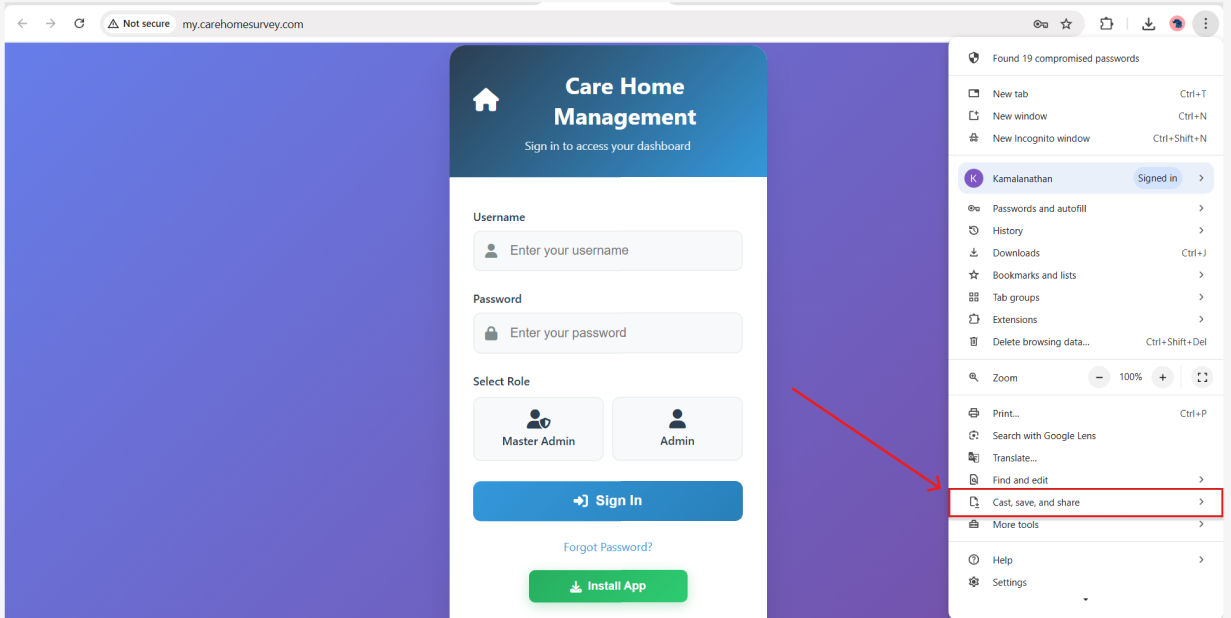 Not secure
my.carehomesurvey.com
Care Home
Management
Sign in to access your dashboard
Username
Enter your username
Password
Enter your password
Select Role
Master Admin
Admin
Sign In
Forgot Password?
Install App
Found 19 compromised passwords
New tab Ctrl+T
New window Ctrl+N
New Incognito window Ctrl+Shift+N
K Kamalanathan Signed in
Passwords and autofill
History
Downloads Ctrl+J
Bookmarks and lists
Tab groups
Extensions
Delete browsing data... Ctrl+Shift+Del
Zoom − 100% +
Print... Ctrl+P
Search with Google Lens
Translate...
Find and edit
Cast, save, and share
More tools
Help
Settings